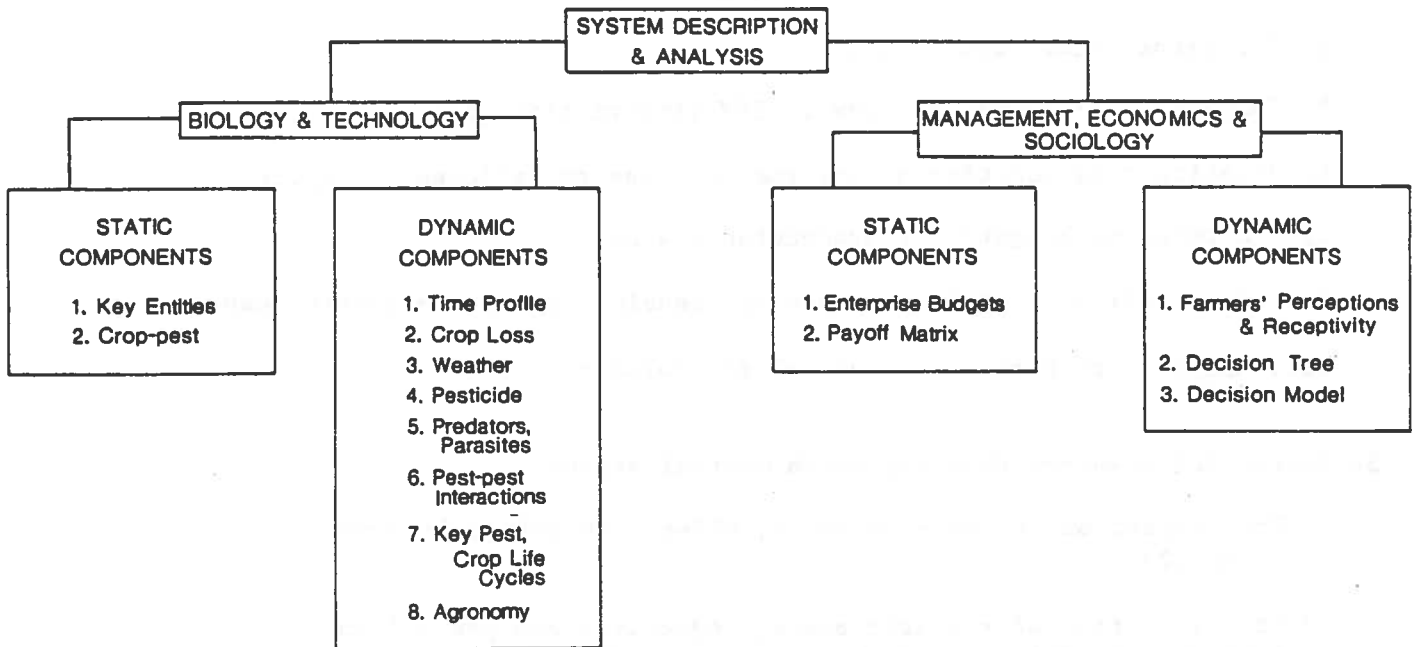 SYSTEM DESCRIPTION
& ANALYSIS
BIOLOGY & TECHNOLOGY
MANAGEMENT, ECONOMICS &
SOCIOLOGY
STATIC
COMPONENTS
1. Key Entities
2. Crop-pest
DYNAMIC
COMPONENTS
1. Time Profile
2. Crop Loss
3. Weather
4. Pesticide
5. Predators,
Parasites
6. Pest-pest
Interactions
7. Key Pest,
Crop Life
Cycles
8. Agronomy
STATIC
COMPONENTS
1. Enterprise Budgets
2. Payoff Matrix
DYNAMIC
COMPONENTS
1. Farmers' Perceptions
& Receptivity
2. Decision Tree
3. Decision Model